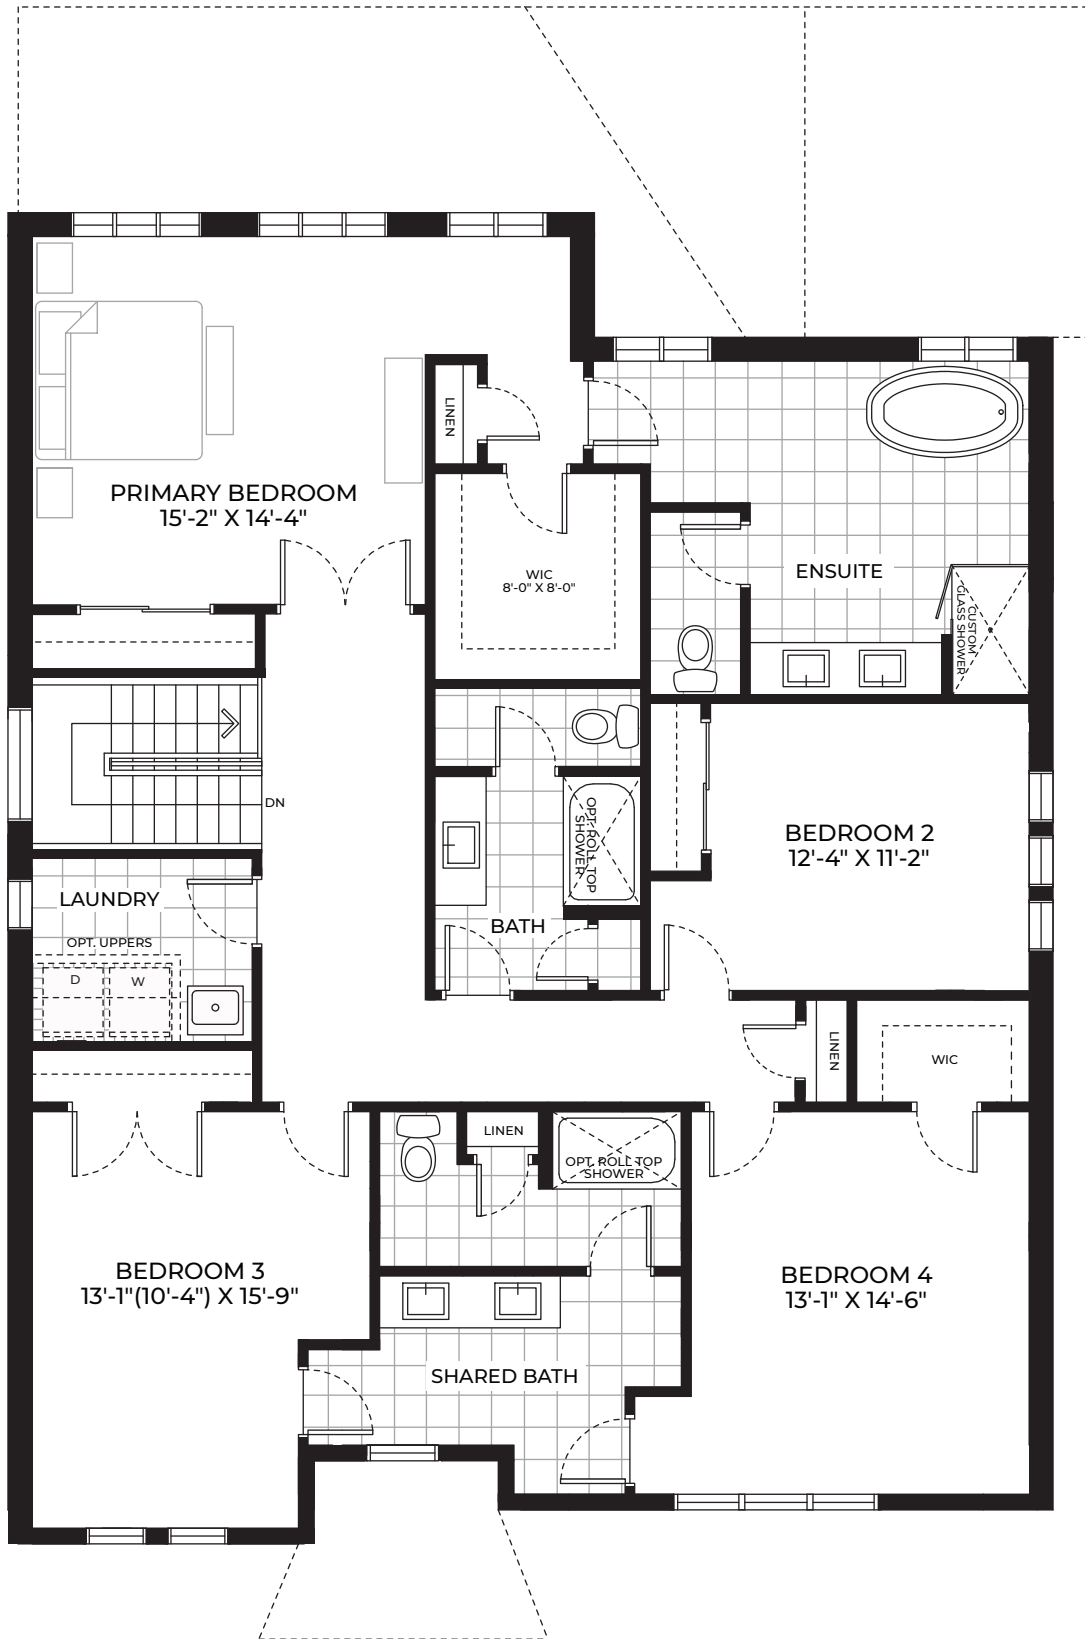 LINEN
PRIMARY BEDROOM
15'-2" X 14'-4"
WIC
8'-0" X 8'-0"
ENSUITE
CUSTOM
GLASS SHOWER
DN
OPT. ROLL TOP
SHOWER
BEDROOM 2
12'-4" X 11'-2"
LAUNDRY
OPT. UPPERS
D
W
BATH
LINEN
WIC
LINEN
OPT. ROLL TOP
SHOWER
BEDROOM 3
13'-1"(10'-4") X 15'-9"
BEDROOM 4
13'-1" X 14'-6"
SHARED BATH